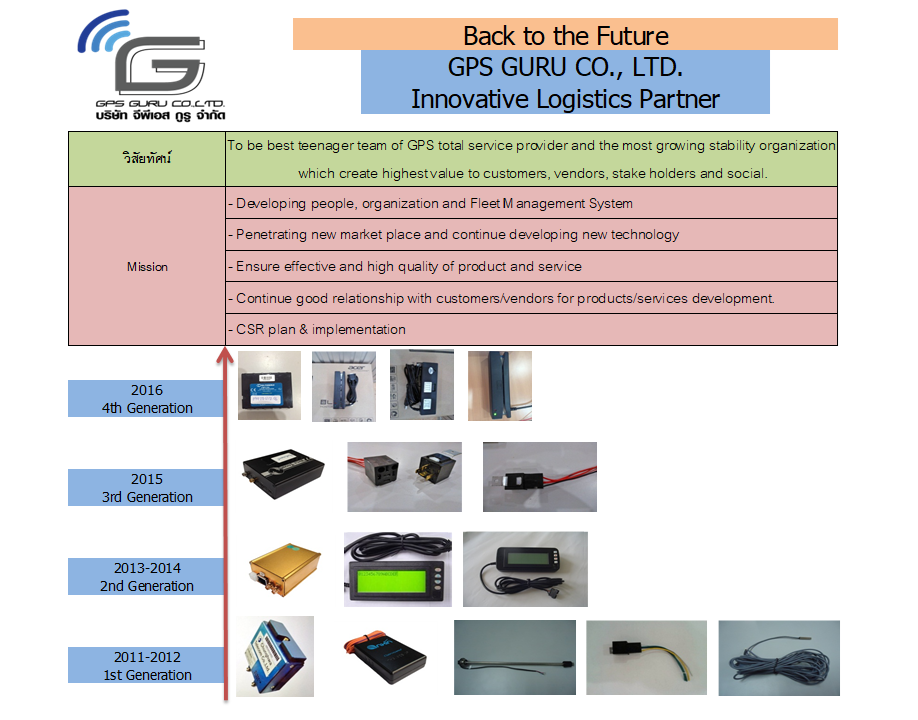 GPS GURU CO.,LTD.
บริษัท จีพีเอส กูรู จำกัด
Back to the Future
GPS GURU CO., LTD.
Innovative Logistics Partner
วิสัยทัศน์
To be best teenager team of GPS total service provider and the most growing stability organization
which create highest value to customers, vendors, stake holders and social.
Mission
- Developing people, organization and Fleet Management System
- Penetrating new market place and continue developing new technology
- Ensure effective and high quality of product and service
- Continue good relationship with customers/vendors for products/services development.
- CSR plan & implementation
2016
4th Generation
acer
2015
3rd Generation
2013-2014
2nd Generation
2011-2012
1st Generation